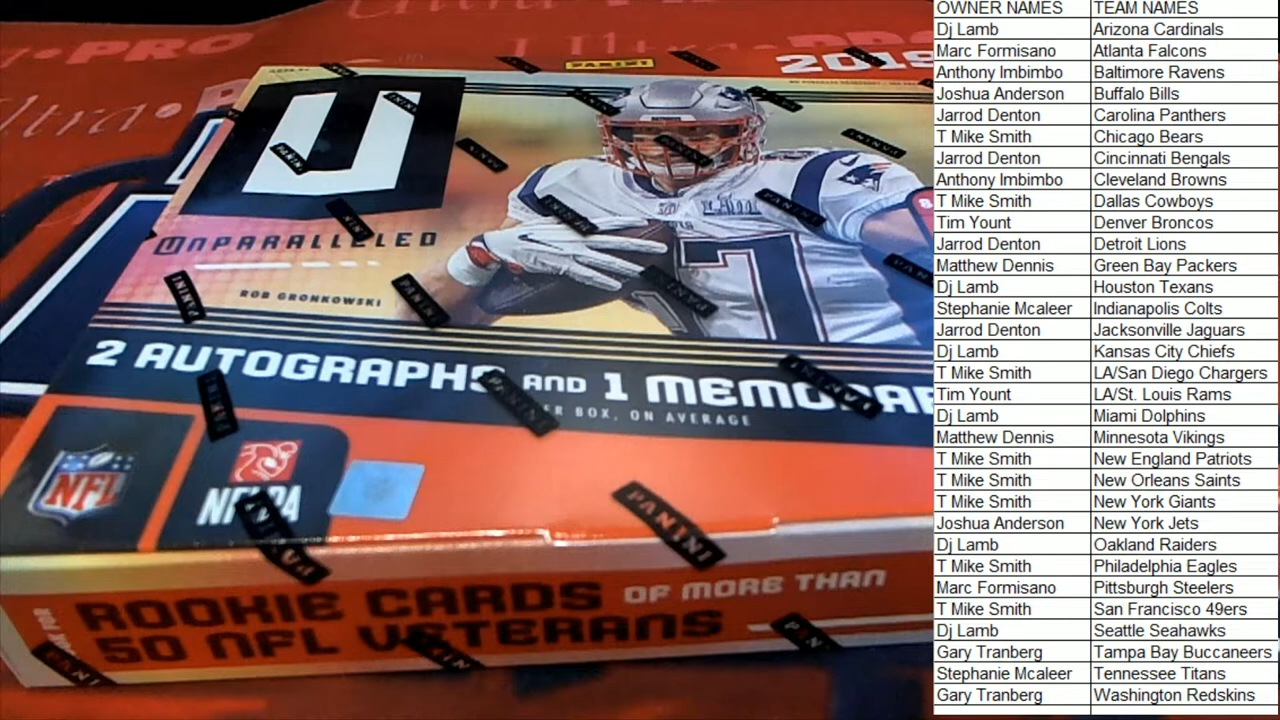 PRO
Ultra PRO
PANINI
2019
UNPARALLELED
ROB GRONKOWSKI
2 AUTOGRAPHS AND 1
BOX, ON AVERAGE
NFL
ROOKIE CARDS OF MORE THAN
50 NFL VETERANS
PANINI
OWNER NAMES TEAM NAMES
Dj Lamb Arizona Cardinals
Marc Formisano Atlanta Falcons
Anthony Imbimbo Baltimore Ravens
Joshua Anderson Buffalo Bills
Jarrod Denton Carolina Panthers
T Mike Smith Chicago Bears
Jarrod Denton Cincinnati Bengals
Anthony Imbimbo Cleveland Browns
T Mike Smith Dallas Cowboys
Tim Yount Denver Broncos
Jarrod Denton Detroit Lions
Matthew Dennis Green Bay Packers
Dj Lamb Houston Texans
Stephanie Mcaleer Indianapolis Colts
Jarrod Denton Jacksonville Jaguars
Dj Lamb Kansas City Chiefs
T Mike Smith LA/San Diego Chargers
Tim Yount LA/St. Louis Rams
Dj Lamb Miami Dolphins
Matthew Dennis Minnesota Vikings
T Mike Smith New England Patriots
T Mike Smith New Orleans Saints
T Mike Smith New York Giants
Joshua Anderson New York Jets
Dj Lamb Oakland Raiders
T Mike Smith Philadelphia Eagles
Marc Formisano Pittsburgh Steelers
T Mike Smith San Francisco 49ers
Dj Lamb Seattle Seahawks
Gary Tranberg Tampa Bay Buccaneers
Stephanie Mcaleer Tennessee Titans
Gary Tranberg Washington Redskins